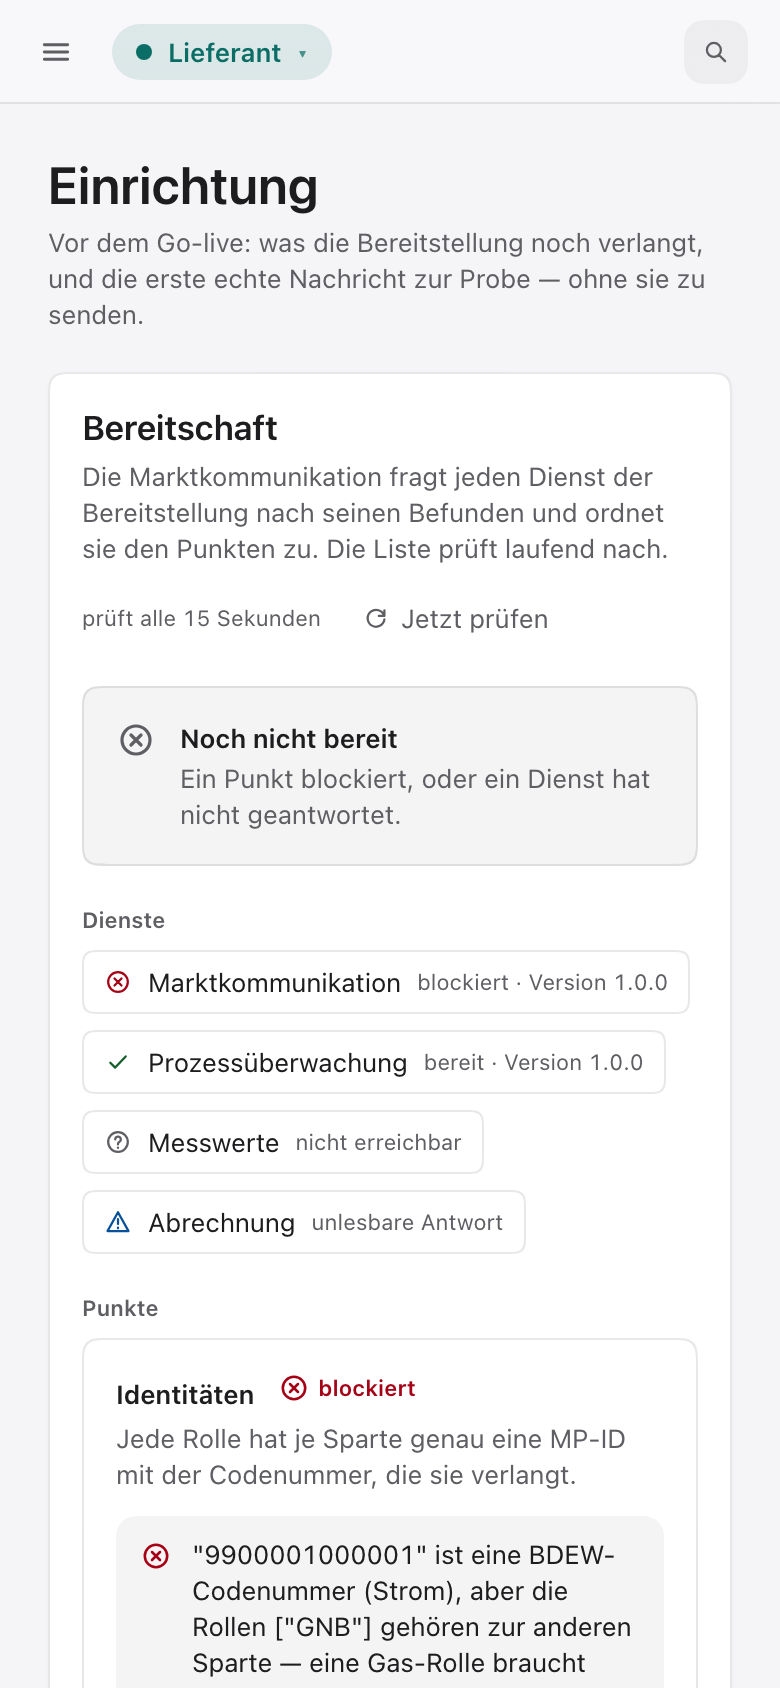 Lieferant
Einrichtung
Vor dem Go-live: was die Bereitstellung noch verlangt,
und die erste echte Nachricht zur Probe — ohne sie zu
senden.
Bereitschaft
Die Marktkommunikation fragt jeden Dienst der
Bereitstellung nach seinen Befunden und ordnet
sie den Punkten zu. Die Liste prüft laufend nach.
prüft alle 15 Sekunden Jetzt prüfen
Noch nicht bereit
Ein Punkt blockiert, oder ein Dienst hat
nicht geantwortet.
Dienste
Marktkommunikation blockiert · Version 1.0.0
Prozessüberwachung bereit · Version 1.0.0
Messwerte nicht erreichbar
Abrechnung unlesbare Antwort
Punkte
Identitäten blockiert
Jede Rolle hat je Sparte genau eine MP-ID
mit der Codenummer, die sie verlangt.
"9900001000001" ist eine BDEW-
Codenummer (Strom), aber die
Rollen ["GNB"] gehören zur anderen
Sparte — eine Gas-Rolle braucht